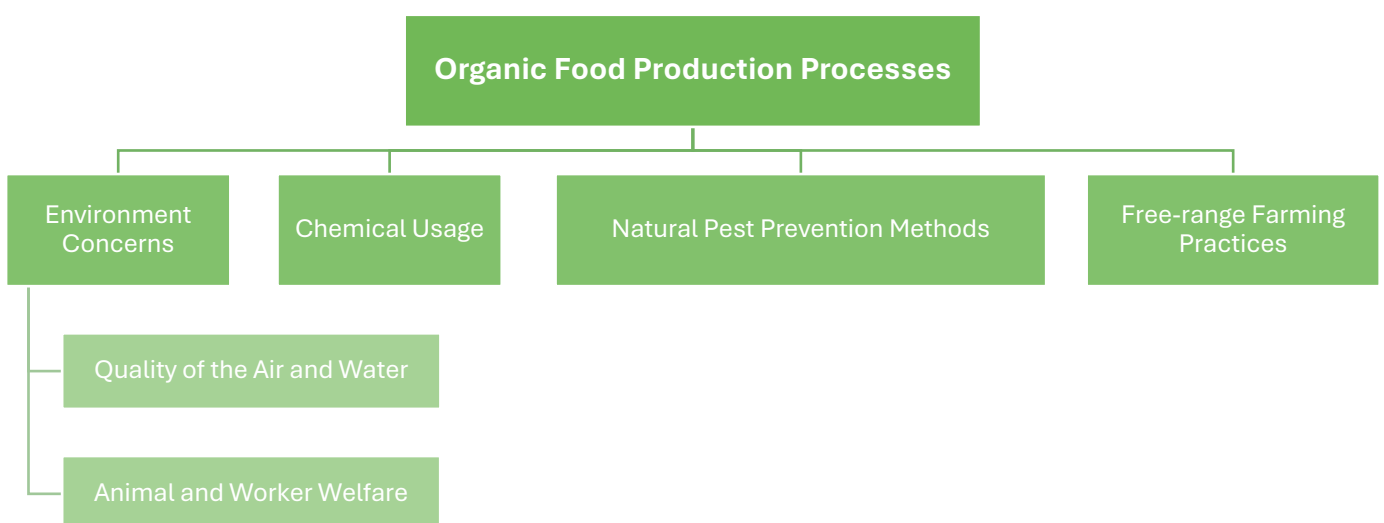 Organic Food Production Processes
Environment
Concerns
Chemical Usage
Natural Pest Prevention Methods
Free-range Farming
Practices
Quality of the Air and Water
Animal and Worker Welfare